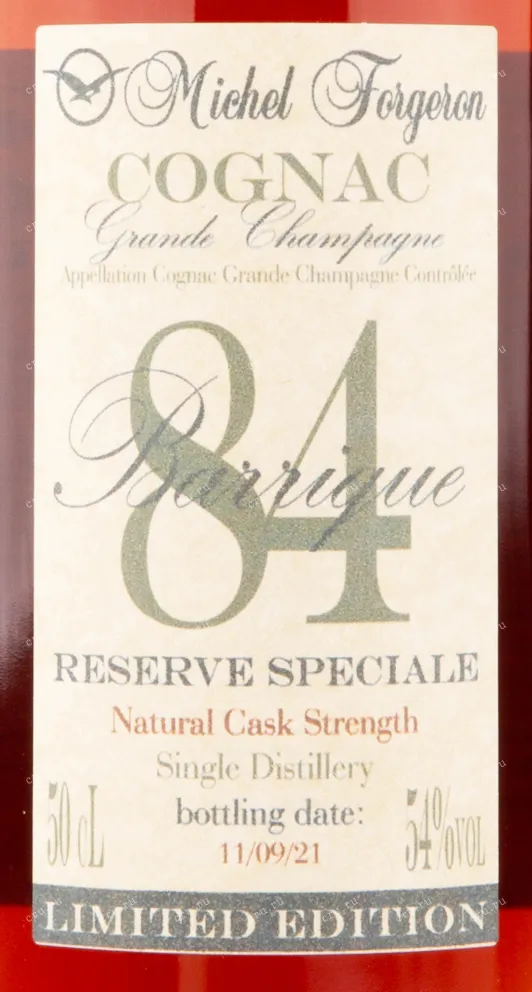 Michel Forgeron
COGNAC
Grande Champagne
Appellation Cognac Grande Champagne Contrôlée
84
Barrique
RESERVE SPECIALE
Natural Cask Strength
Single Distillery
bottling date:
50 cL
11/09/21
54%VOL
LIMITED EDITION